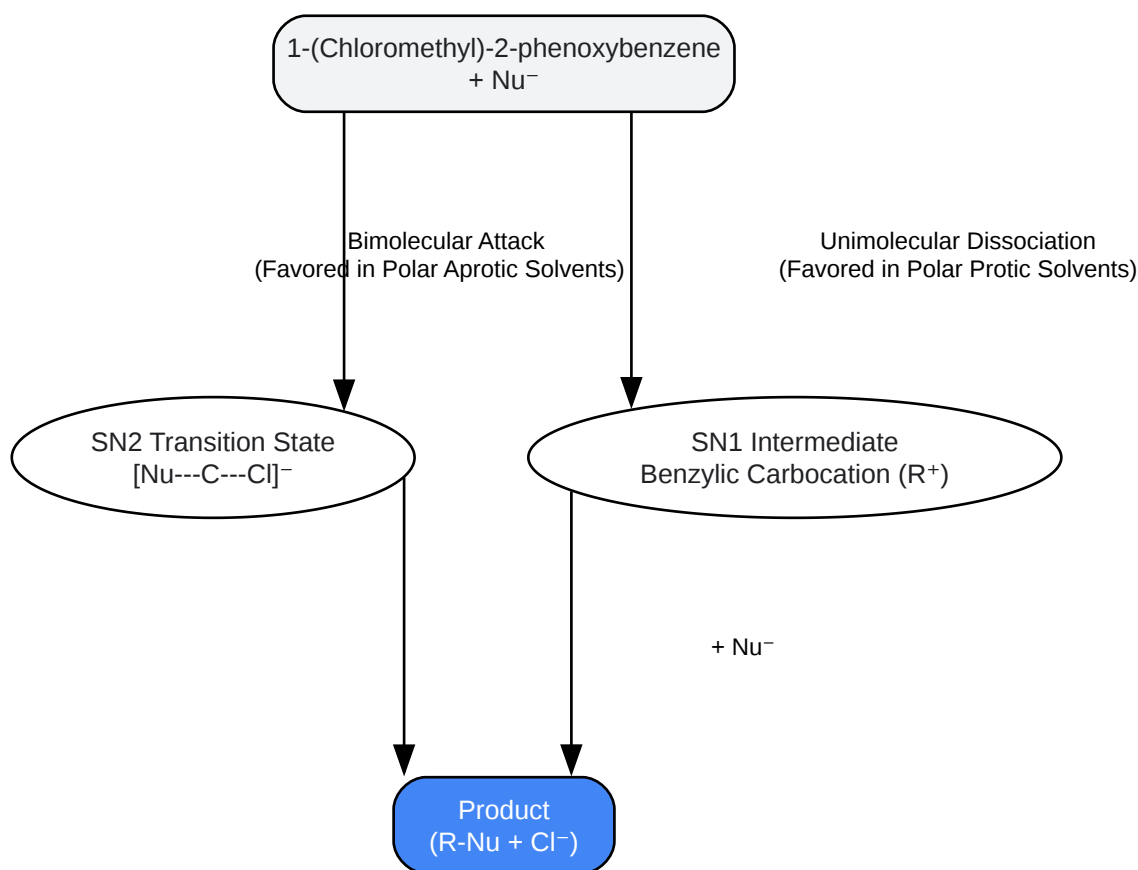 1-(Chloromethyl)-2-phenoxybenzene
+ Nu⁻
Bimolecular Attack
(Favored in Polar Aprotic Solvents)
Unimolecular Dissociation
(Favored in Polar Protic Solvents)
SN2 Transition State
[Nu---C---Cl]⁻
SN1 Intermediate
Benzylic Carbocation (R⁺)
+ Nu⁻
Product
(R-Nu + Cl⁻)